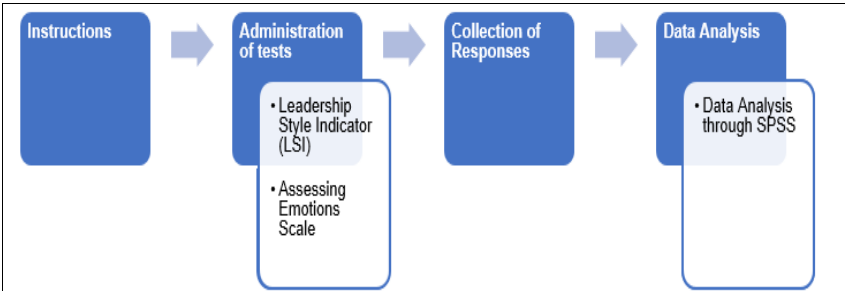 Instructions
Administration
of tests
• Leadership
Style Indicator
(LSI)
• Assessing
Emotions
Scale
Collection of
Responses
Data Analysis
• Data Analysis
through SPSS